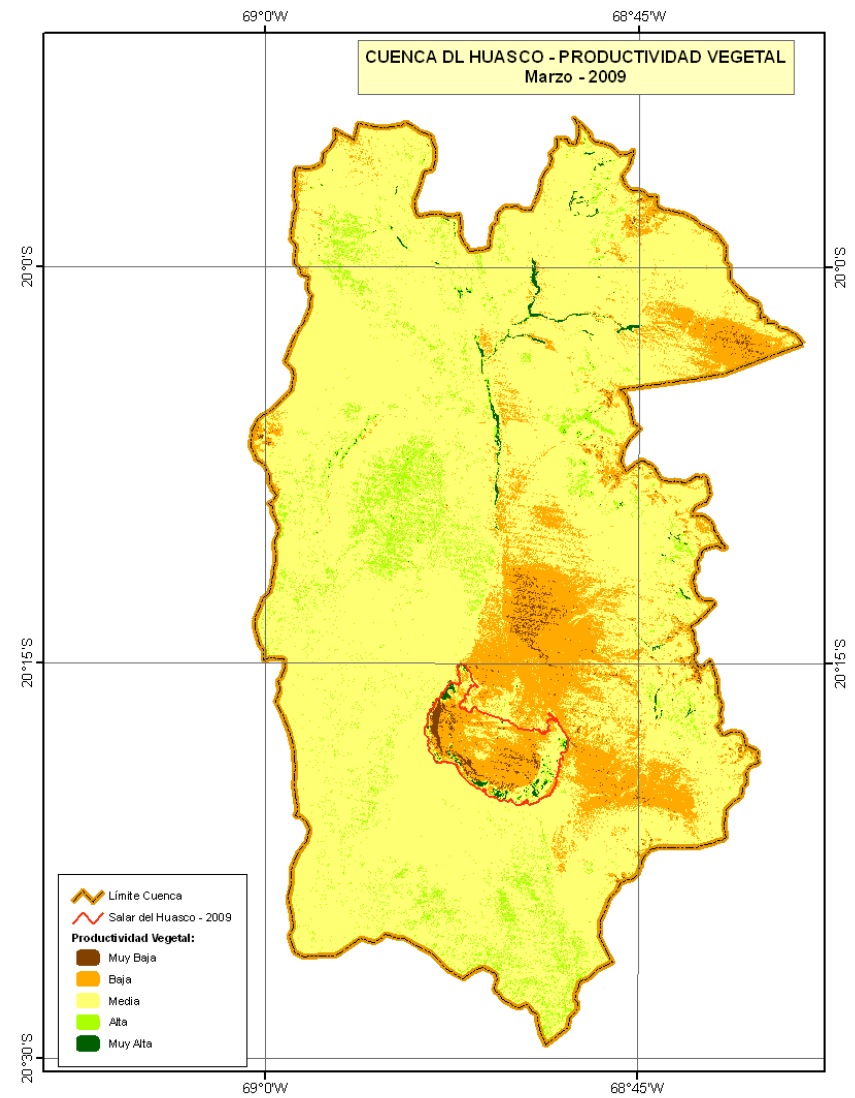 69°0'W 68°45'W
CUENCA DL HUASCO - PRODUCTIVIDAD VEGETAL
Marzo - 2009
20°0'S 20°0'S
20°15'S 20°15'S
Límite Cuenca
Salar del Huasco - 2009
Productividad Vegetal:
Muy Baja
Baja
Media
Alta
Muy Alta
20°30'S 20°30'S
69°0'W 68°45'W